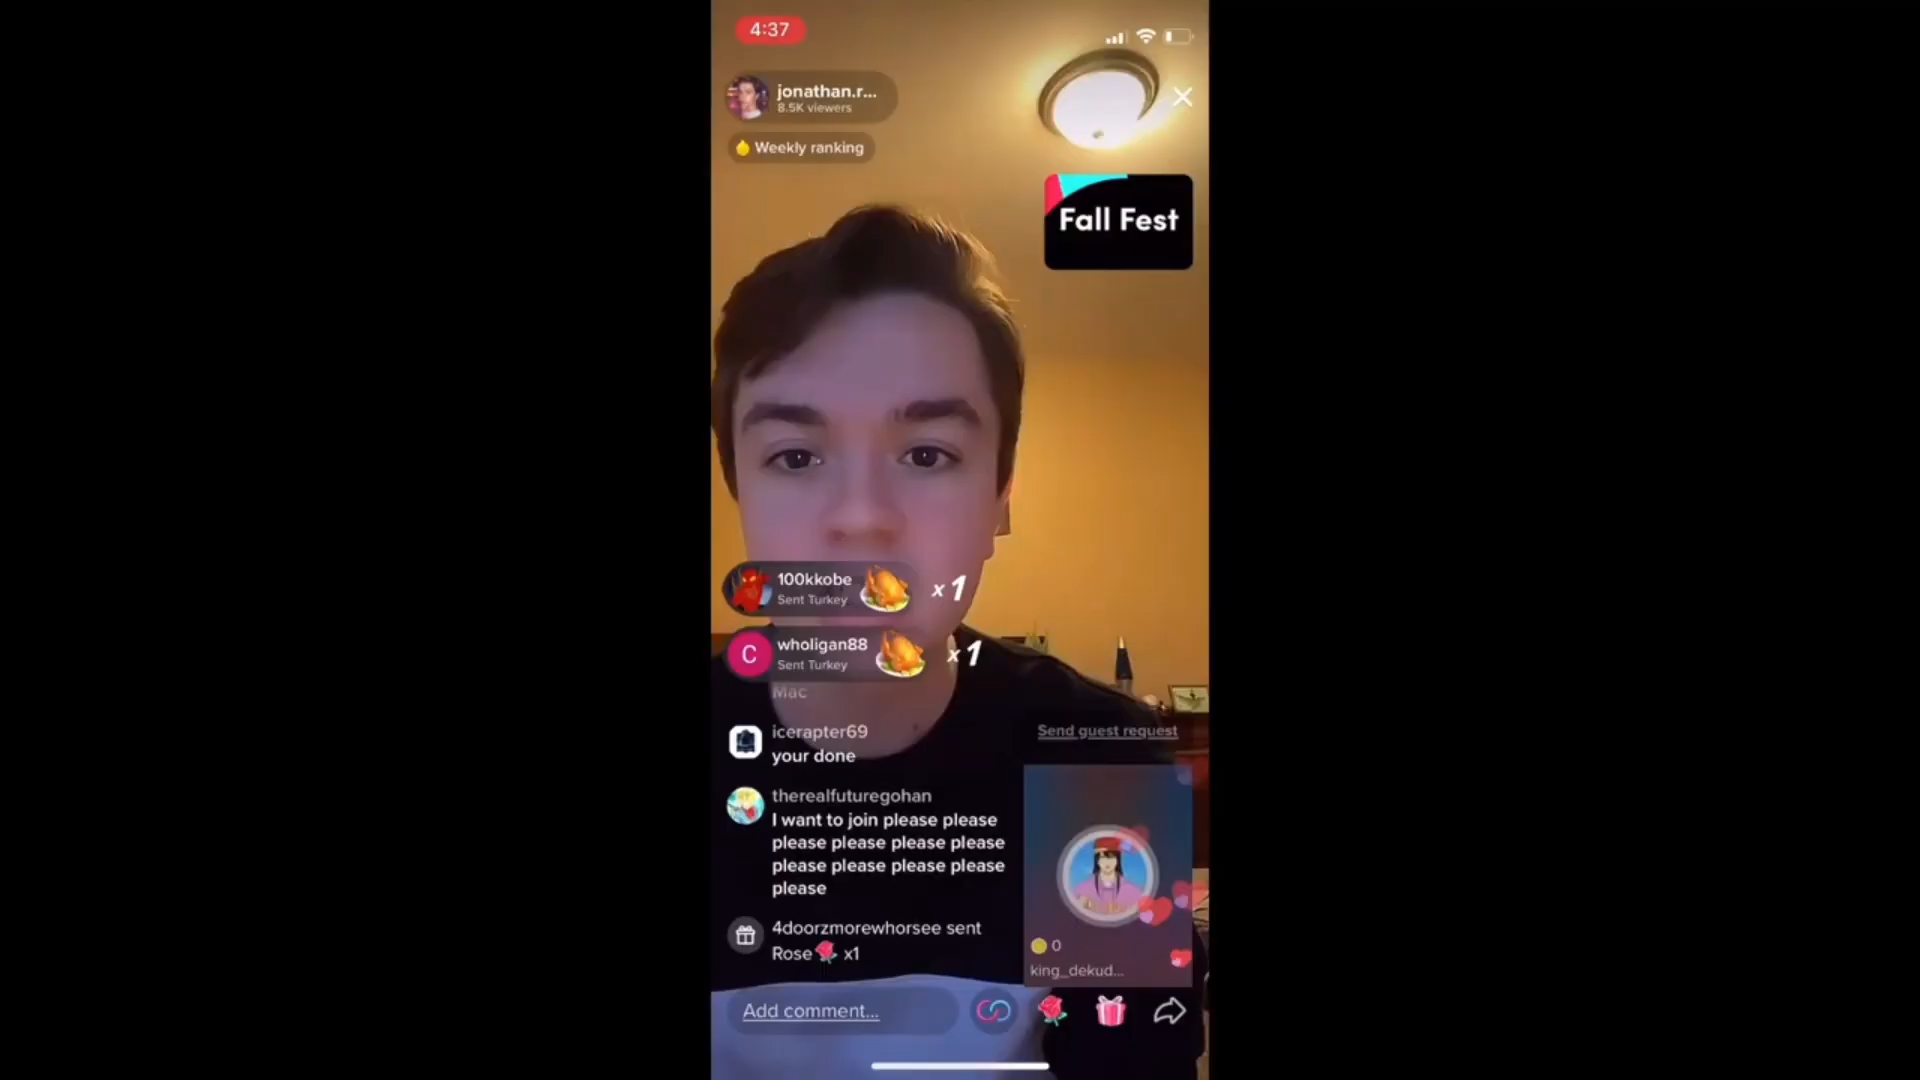 4:37
jonathan.r...
8.5K viewers
Weekly ranking
Fall Fest
100kkobe
Sent Turkey
x1
C
wholigan88
Sent Turkey
x1
Mac
icerapter69
your done
Send guest request
therealfuturegohan
I want to join please please
please please please please
please please please please
please
4doorzmorewhorsee sent
Rose🌹 x1
0
king_dekud...
Add comment...